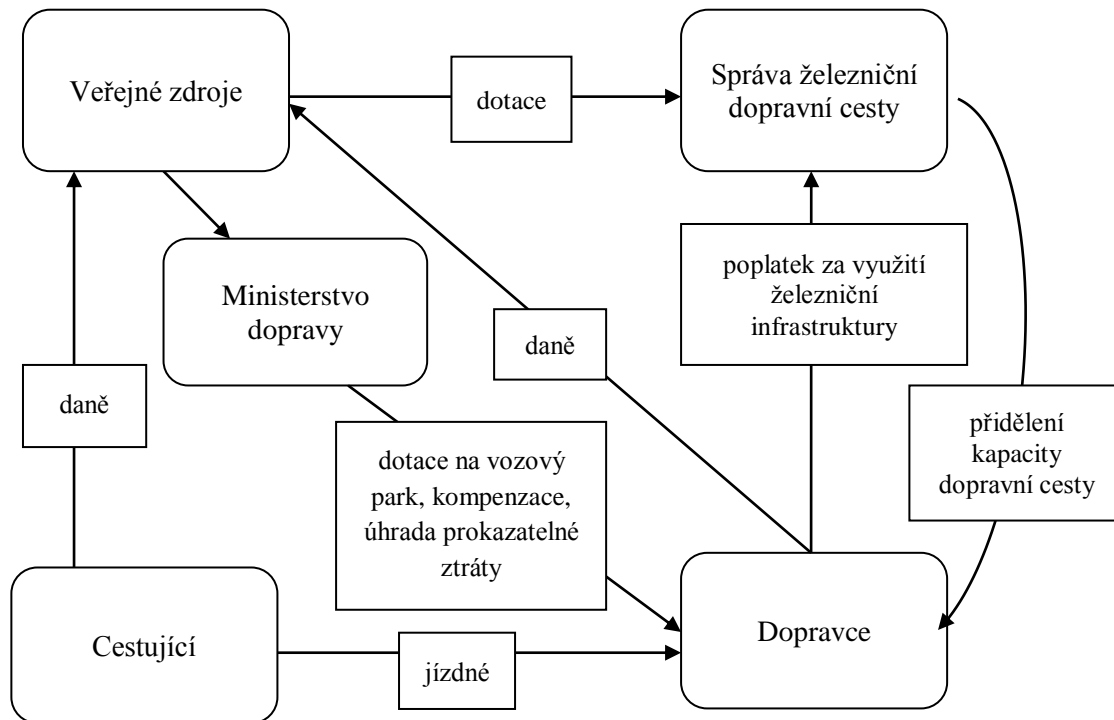 Veřejné zdroje
dotace
Správa železniční
dopravní cesty
Ministerstvo
dopravy
poplatek za využití
železniční
infrastruktury
daně
daně
přidělení
kapacity
dopravní cesty
dotace na vozový
park, kompenzace,
úhrada prokazatelné
ztráty
Cestující
jízdné
Dopravce